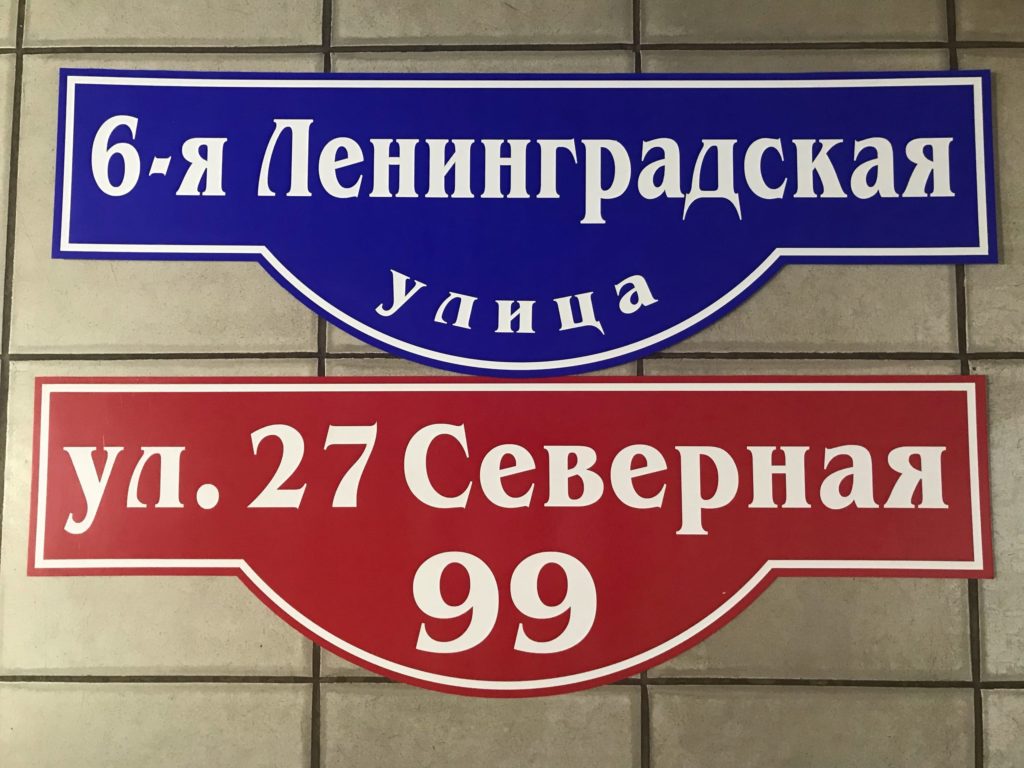 6-я Ленинградская
улица
ул. 27 Северная
99